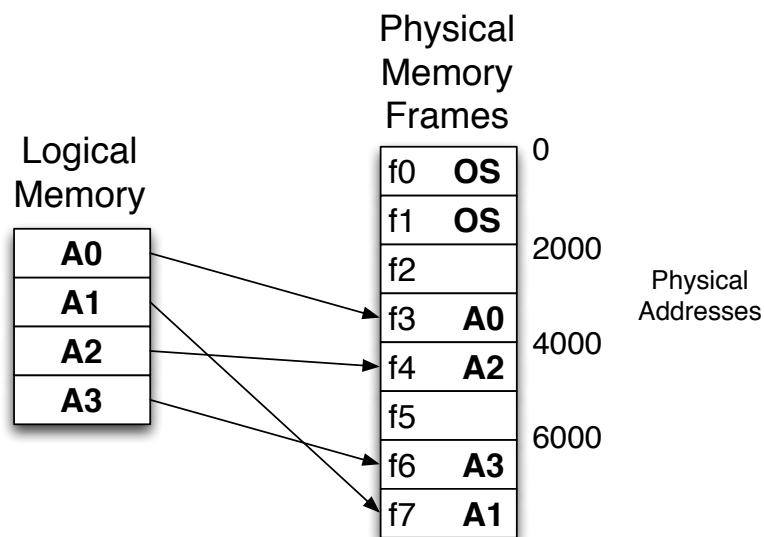 Physical
Memory
Frames
Logical
Memory
A0
A1
A2
A3
f0 OS
f1 OS
f2
f3 A0
f4 A2
f5
f6 A3
f7 A1
0
2000
4000
6000
Physical
Addresses